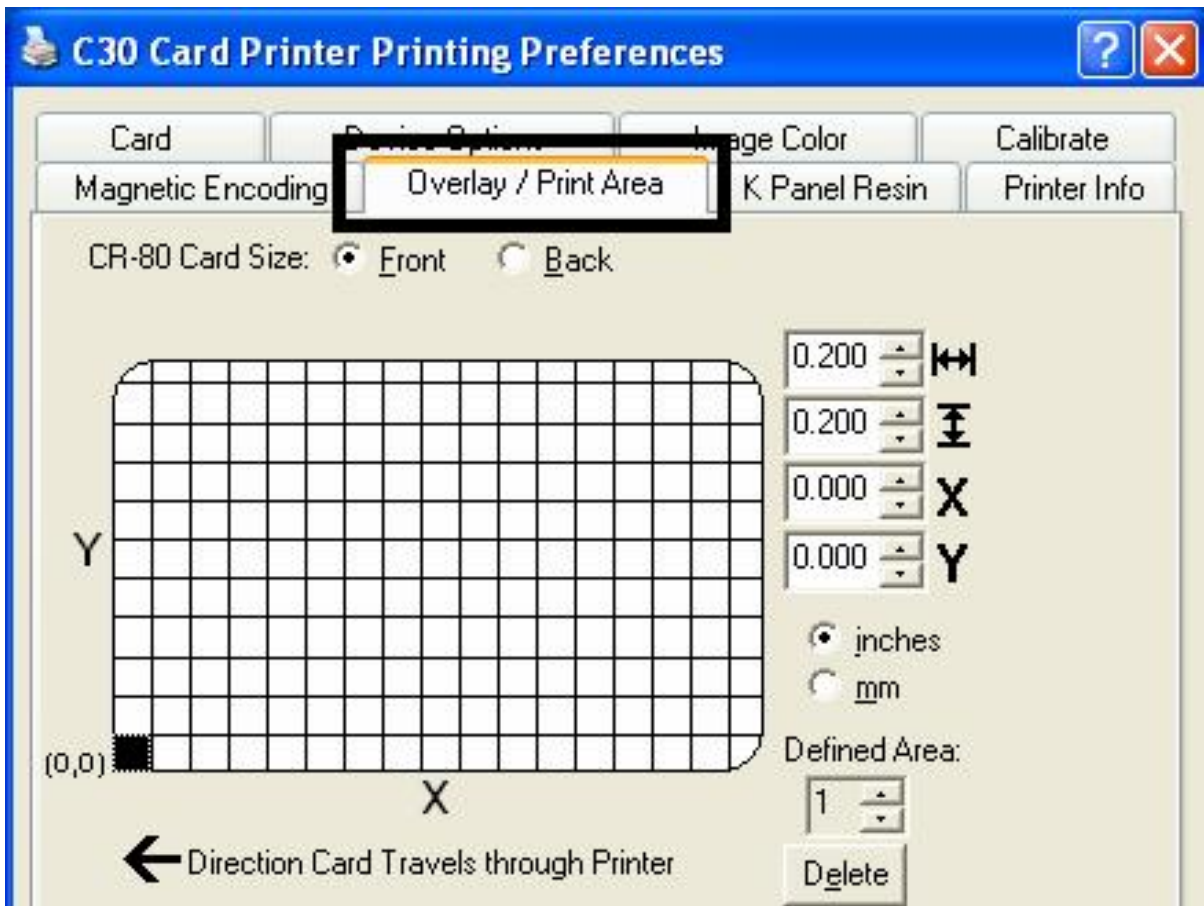 C30 Card Printer Printing Preferences
Card Device Options Image Color Calibrate
Magnetic Encoding Overlay / Print Area K Panel Resin Printer Info
CR-80 Card Size: Front Back
0.200
0.200
0.000 X
0.000 Y
Y
inches
mm
(0,0)
X
Defined Area:
1
Direction Card Travels through Printer
Delete